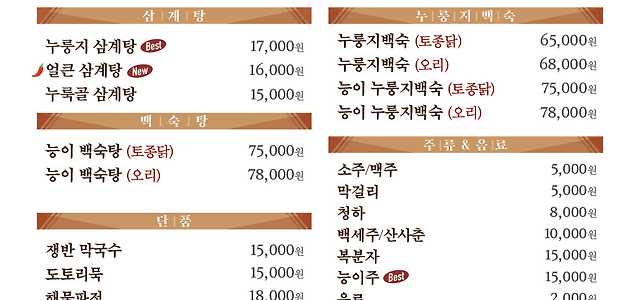 삼|계|탕
누룽지 삼계탕 Best 17,000원
얼큰 삼계탕 New 16,000원
누룩골 삼계탕 15,000원
백|숙|탕
능이 백숙탕 (토종닭) 75,000원
능이 백숙탕 (오리) 78,000원
단|품
쟁반 막국수 15,000원
도토리묵 15,000원
해물파전 18,000원
누|룽|지|백|숙
누룽지백숙 (토종닭) 65,000원
누룽지백숙 (오리) 68,000원
능이 누룽지백숙 (토종닭) 75,000원
능이 누룽지백숙 (오리) 78,000원
주|류 & 음|료
소주/맥주 5,000원
막걸리 5,000원
청하 8,000원
백세주/산사춘 10,000원
복분자 15,000원
능이주 Best 15,000원
음료 2,000원